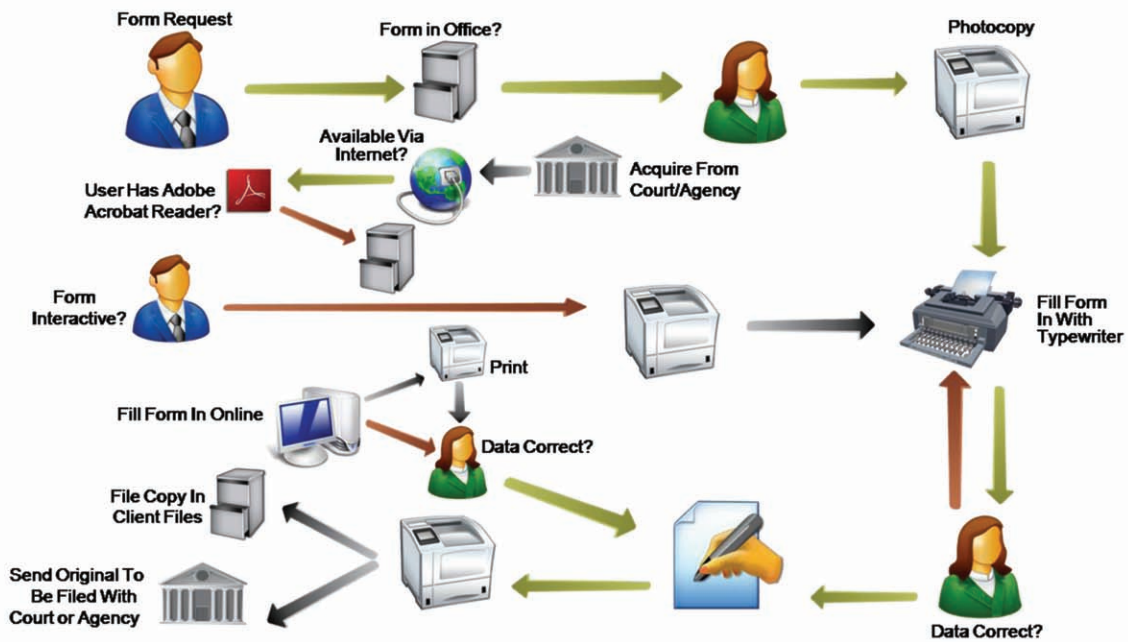 Form Request
Form in Office?
Photocopy
Available Via
Internet?
Acquire From
Court/Agency
User Has Adobe
Acrobat Reader?
Form
Interactive?
Fill Form
In With
Typewriter
Print
Fill Form In Online
Data Correct?
File Copy In
Client Files
Send Original To
Be Filed With
Court or Agency
Data Correct?